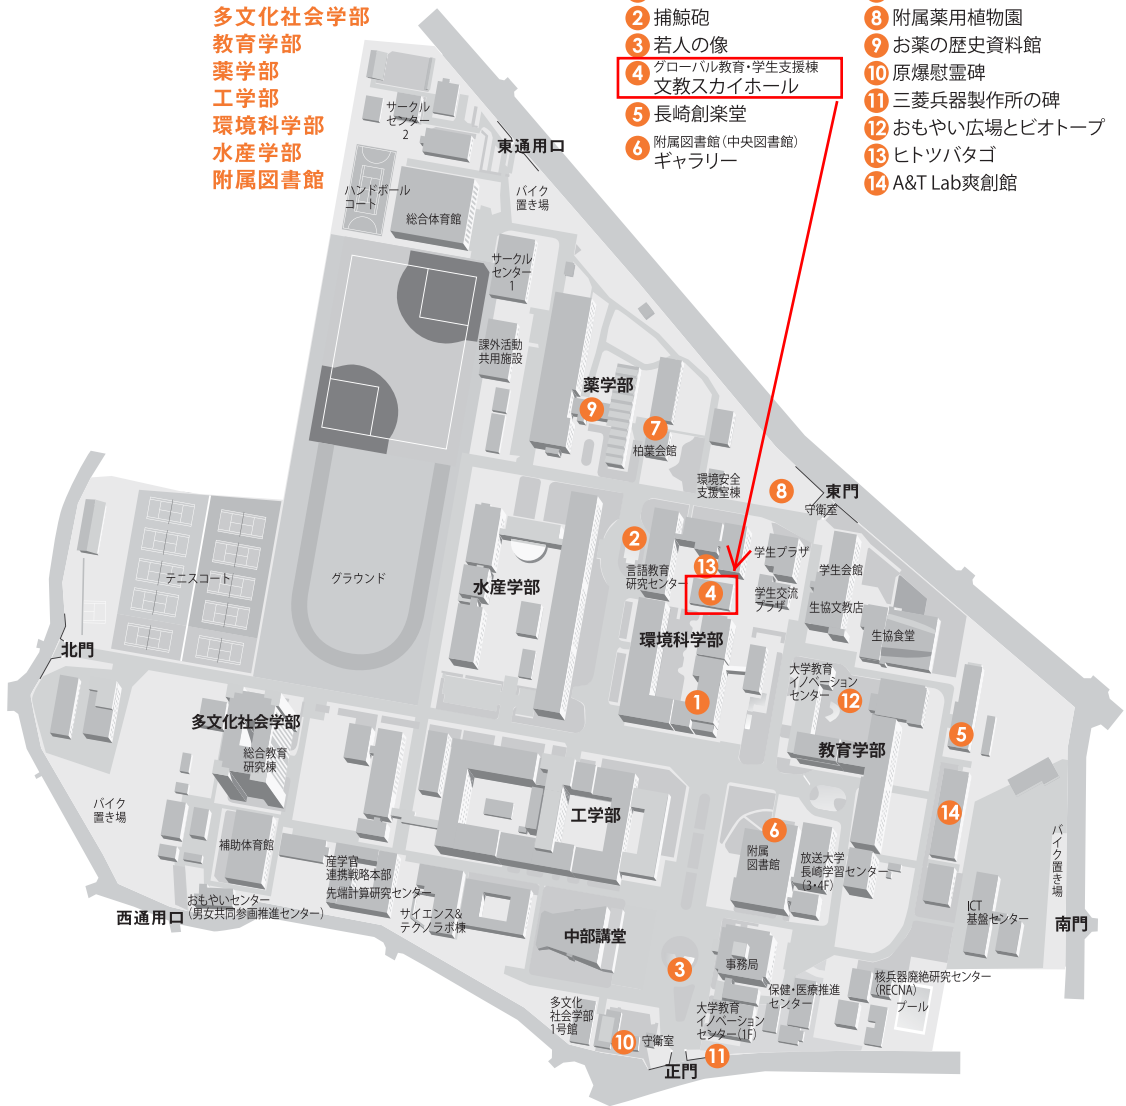 多文化社会学部
教育学部
薬学部
工学部
環境科学部
水産学部
附属図書館
2 捕鯨砲
3 若人の像
4 グローバル教育・学生支援棟
文教スカイホール
5 長崎創楽堂
6 附属図書館(中央図書館)
ギャラリー
8 附属薬用植物園
9 お薬の歴史資料館
10 原爆慰霊碑
11 三菱兵器製作所の碑
12 おもやい広場とビオトープ
13 ヒトツバタゴ
14 A&T Lab爽創館
サークル
センター
2
東通用口
ハンドボール
コート
総合体育館
バイク
置き場
サークル
センター
1
課外活動
共用施設
薬学部
9
7
柏葉会館
環境安全
支援室棟
8
東門
守衛室
2
言語教育
研究センター
13
4
学生プラザ
学生交流
プラザ
学生会館
生協文教店
生協食堂
テニスコート
グラウンド
水産学部
環境科学部
1
北門
大学教育
イノベーション
センター
12
教育学部
5
多文化社会学部
総合教育
研究棟
バイク
置き場
工学部
14
バイク置き場
補助体育館
6
附属
図書館
放送大学
長崎学習センター
(3・4F)
産学官
連携戦略本部
先端計算研究センター
おもやいセンター
(男女共同参画推進センター)
西通用口
サイエンス&
テクノラボ棟
中部講堂
ICT
基盤センター
南門
3
事務局
保健・医療推進
センター
核兵器廃絶研究センター
(RECNA)
プール
多文化
社会学部
1号館
大学教育
イノベーション
センター(1F)
10
守衛室
11
正門